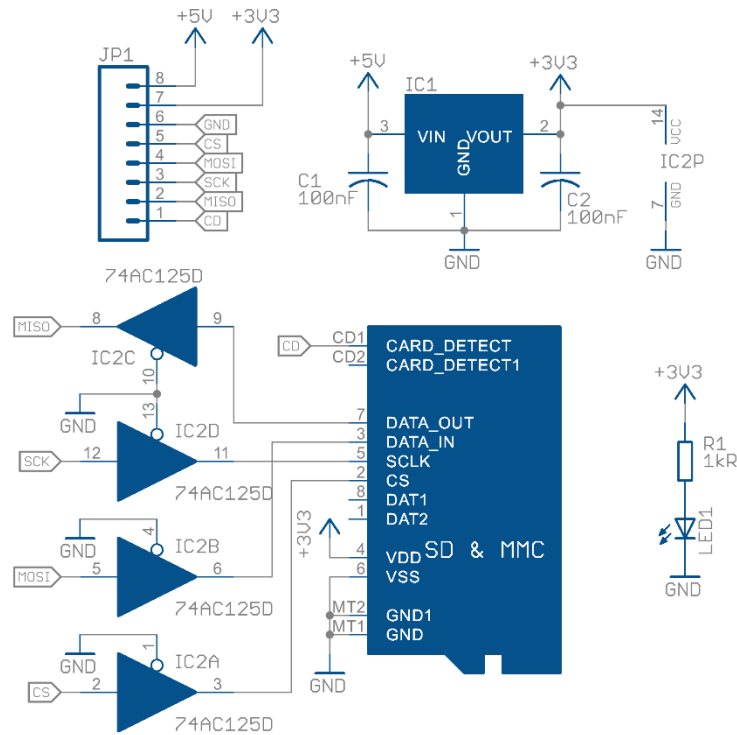 +5V
+3V3
JP1
8
7
6 GND
5 CS
4 MOSI
3 SCK
2 MISO
1 CD
+5V
+3V3
IC1
3 VIN VOUT 2
GND
1
C1
100nF
C2
100nF
GND
14 VCC
IC2P
7 GND
GND
74AC125D
MISO 8 9
IC2C
10
GND
13
IC2D
SCK 12 11
74AC125D
GND
4
IC2B
MOSI 5 6
74AC125D
GND
1
IC2A
CS 2 3
74AC125D
CD CD1 CARD_DETECT
CD2 CARD_DETECT1
7 DATA_OUT
3 DATA_IN
5 SCLK
2 CS
8 DAT1
1 DAT2
+3V3
4 VDD
SD & MMC
6 VSS
MT2 GND1
MT1 GND
GND
+3V3
R1
1kR
LED1
GND